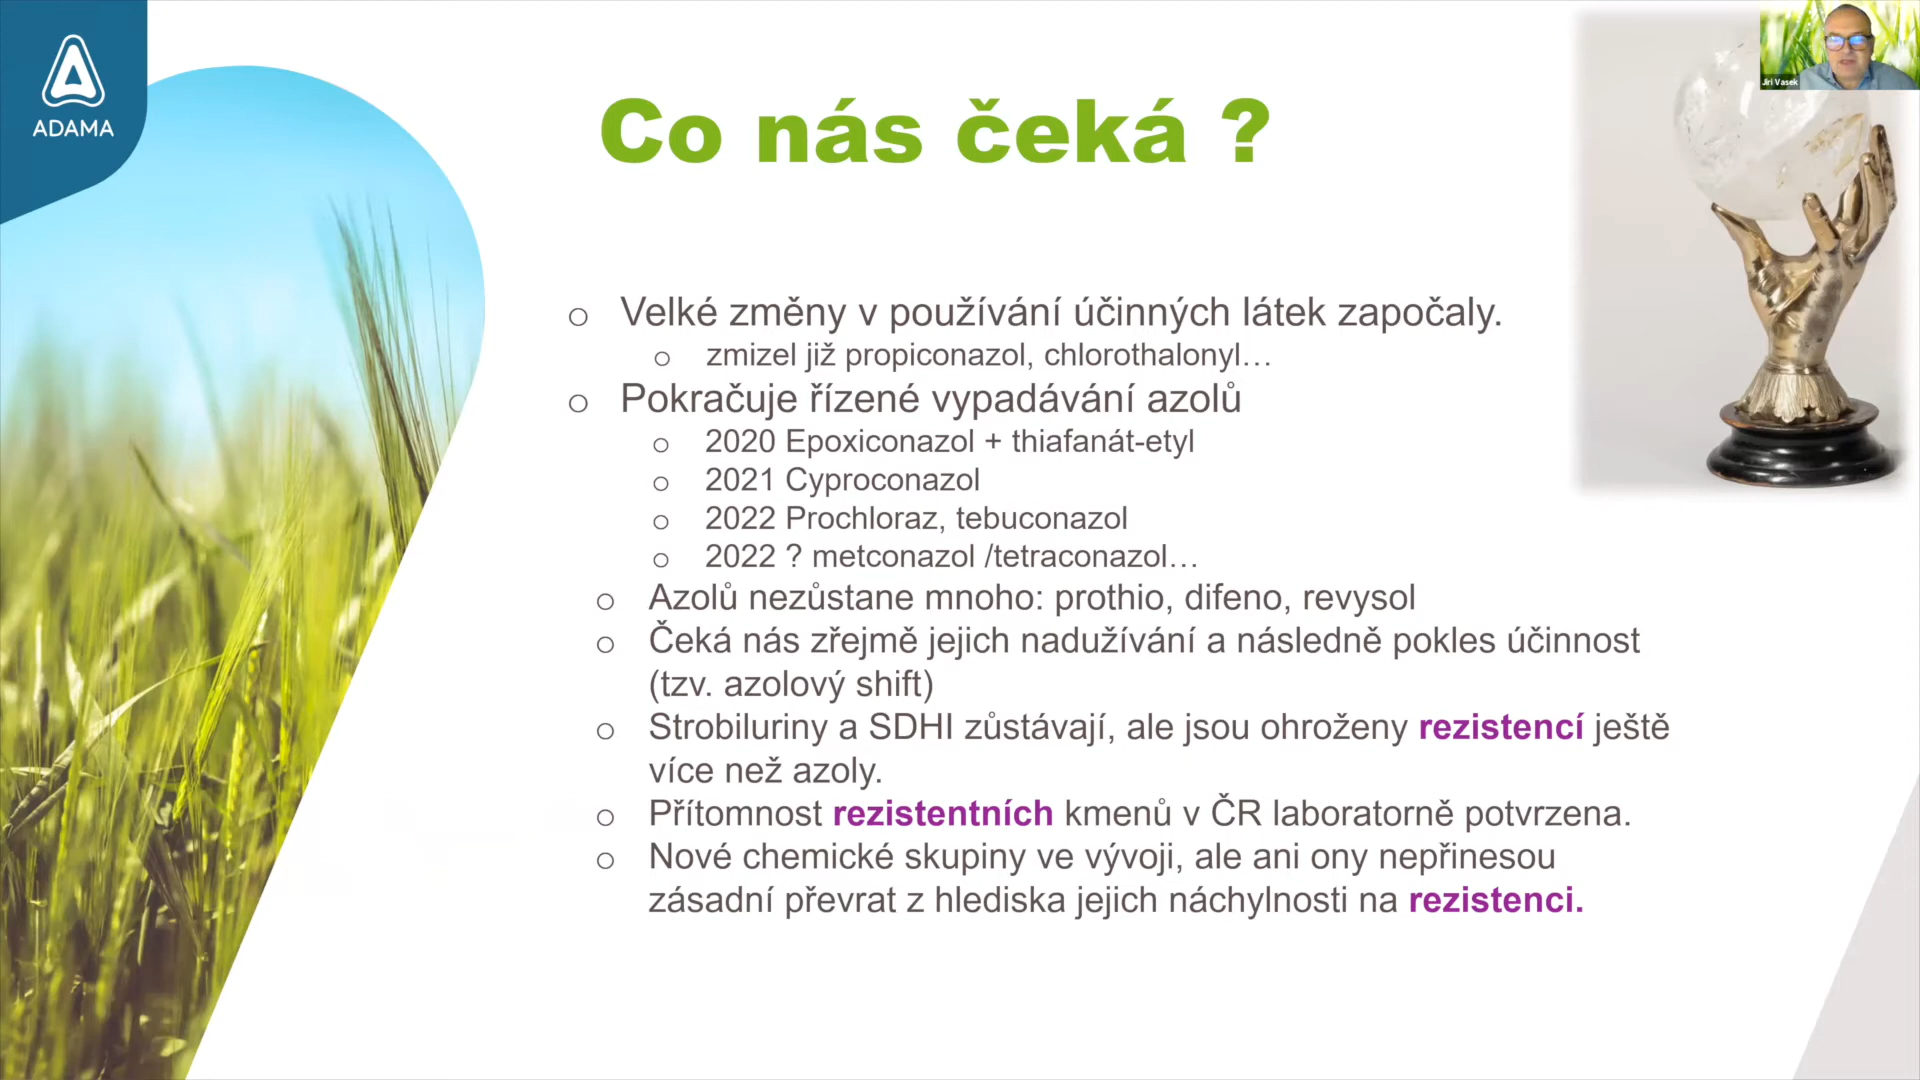 ADAMA
Jiri Vasek
Co nás čeká ?
o Velké změny v používání účinných látek započaly.
o zmizel již propiconazol, chlorothalonyl…
o Pokračuje řízené vypadávání azolů
o 2020 Epoxiconazol + thiafanát-etyl
o 2021 Cyproconazol
o 2022 Prochloraz, tebuconazol
o 2022 ? metconazol /tetraconazol…
o Azolů nezůstane mnoho: prothio, difeno, revysol
o Čeká nás zřejmě jejich nadužívání a následně pokles účinnost
(tzv. azolový shift)
o Strobiluriny a SDHI zůstávají, ale jsou ohroženy rezistencí ještě
více než azoly.
o Přítomnost rezistentních kmenů v ČR laboratorně potvrzena.
o Nové chemické skupiny ve vývoji, ale ani ony nepřinesou
zásadní převrat z hlediska jejich náchylnosti na rezistenci.